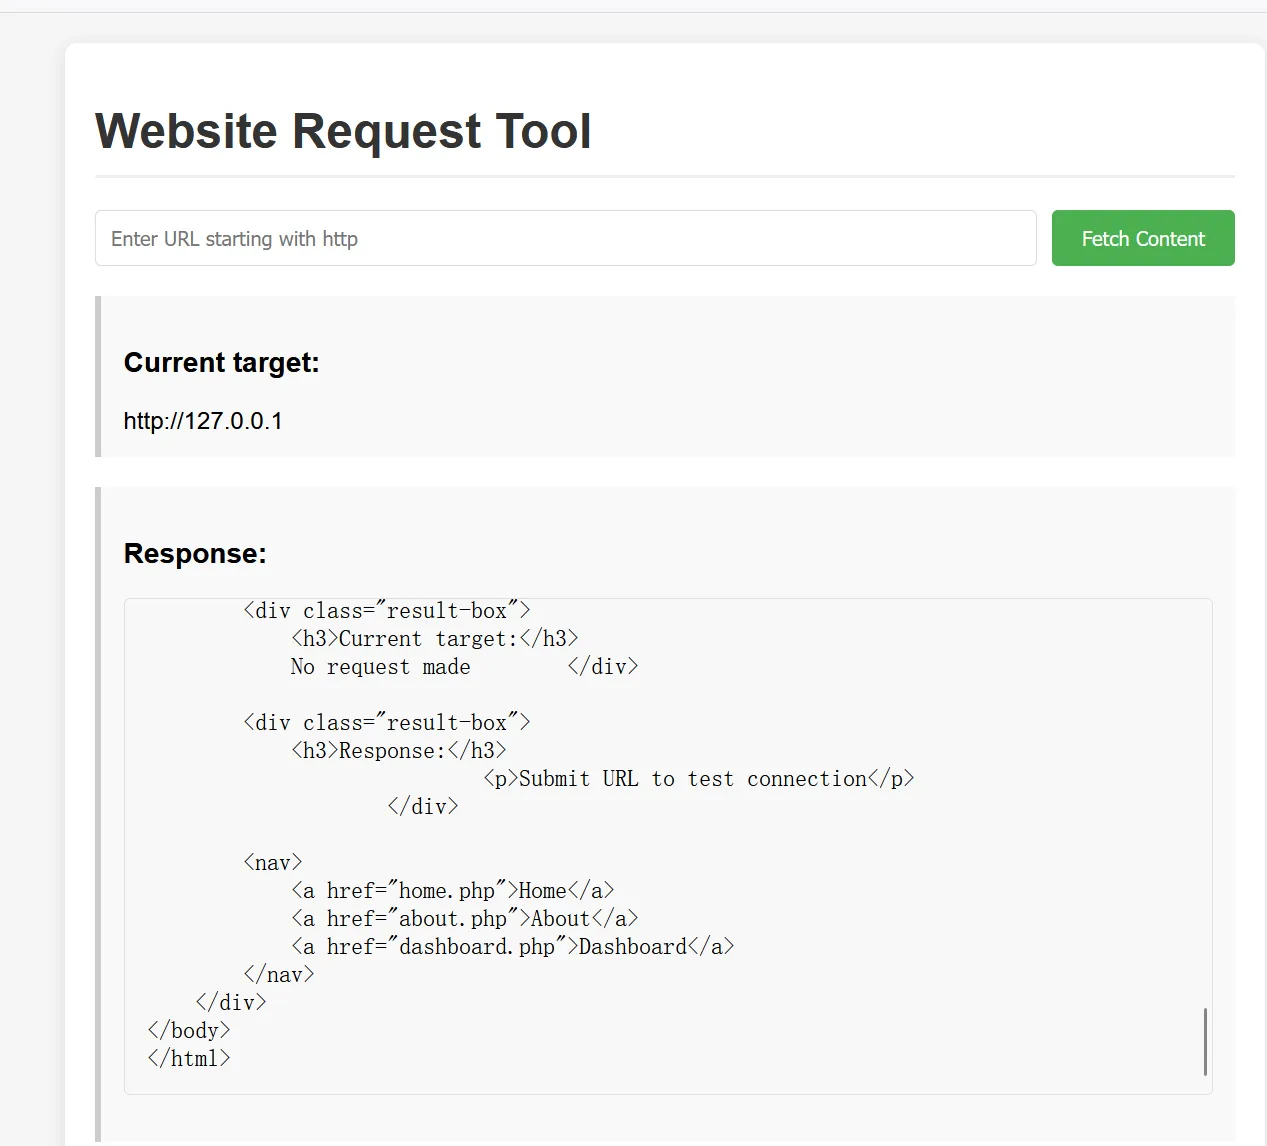 Website Request Tool
Enter URL starting with http
Fetch Content
Current target:
http://127.0.0.1
Response:
<div class="result-box">
<h3>Current target:</h3>
No request made        </div>
<div class="result-box">
<h3>Response:</h3>
<p>Submit URL to test connection</p>
</div>
<nav>
<a href="home.php">Home</a>
<a href="about.php">About</a>
<a href="dashboard.php">Dashboard</a>
</nav>
</div>
</body>
</html>